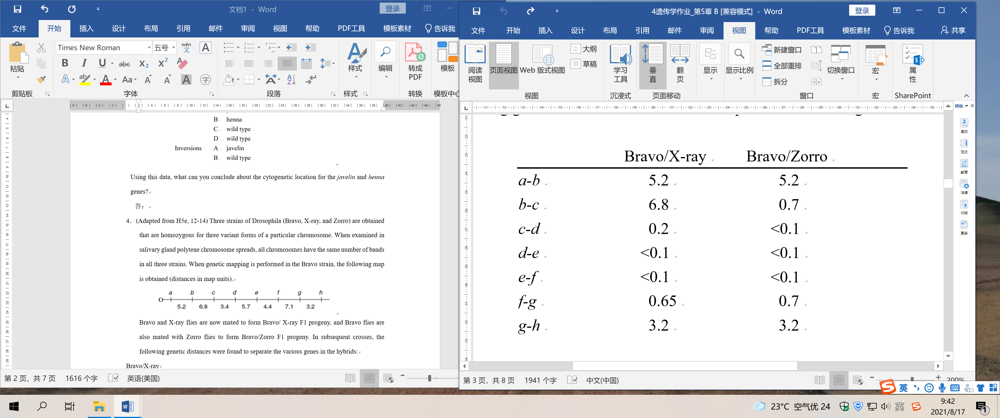 文档1 - Word
登录
文件 开始 插入 设计 布局 引用 邮件 审阅 视图 帮助 PDF工具 模板素材 告诉我
粘贴
剪贴板
Times New Roman 五号 wén 文 A
B I U abc X₂ X² A
A ab A Aa A A A 字
字体
段落
样式
样式
编辑
转成 PDF
转换
模板
模板中心
B henna
C wild type
D wild type
Inversions A javelin
B wild type
Using this data, what can you conclude about the cytogenetic location for the javelin and henna
genes?
答：
4. (Adapted from H5e, 12-14) Three strains of Drosophila (Bravo, X-ray, and Zorro) are obtained
that are homozygous for three variant forms of a particular chromosome. When examined in
salivary gland polytene chromosome spreads, all chromosomes have the same number of bands
in all three strains. When genetic mapping is performed in the Bravo strain, the following map
is obtained (distances in map units).
a b c d e f g h
5.2 6.8 3.4 5.7 4.4 7.1 3.2
Bravo and X-ray flies are now mated to form Bravo/ X-ray F1 progeny, and Bravo flies are
also mated with Zorro flies to form Bravo/Zorro F1 progeny. In subsequent crosses, the
following genetic distances were found to separate the various genes in the hybrids:
Bravo/X-ray
第 2 页，共 7 页 1616 个字 英语(美国)
4遗传学作业_第5章 B [兼容模式] - Word
登录
文件 开始 插入 设计 布局 引用 邮件 审阅 视图 帮助 PDF工具 模板素材 告诉我 共享
阅读视图 页面视图 Web 版式视图 大纲 草稿
视图
学习工具
沉浸式
垂直 翻页
页面移动
显示
显示比例
新建窗口
全部重排
拆分
切换窗口
窗口
宏
宏
属性
SharePoint
模板
简历
范文
教育
法律
行政
更多
Bravo/X-ray Bravo/Zorro
a-b 5.2 5.2
b-c 6.8 0.7
c-d 0.2 <0.1
d-e <0.1 <0.1
e-f <0.1 <0.1
f-g 0.65 0.7
g-h 3.2 3.2
第 3 页，共 8 页 1941 个字 中文(中国) 200%
英
23°C 空气优 24 英
9:42
2021/8/17
1